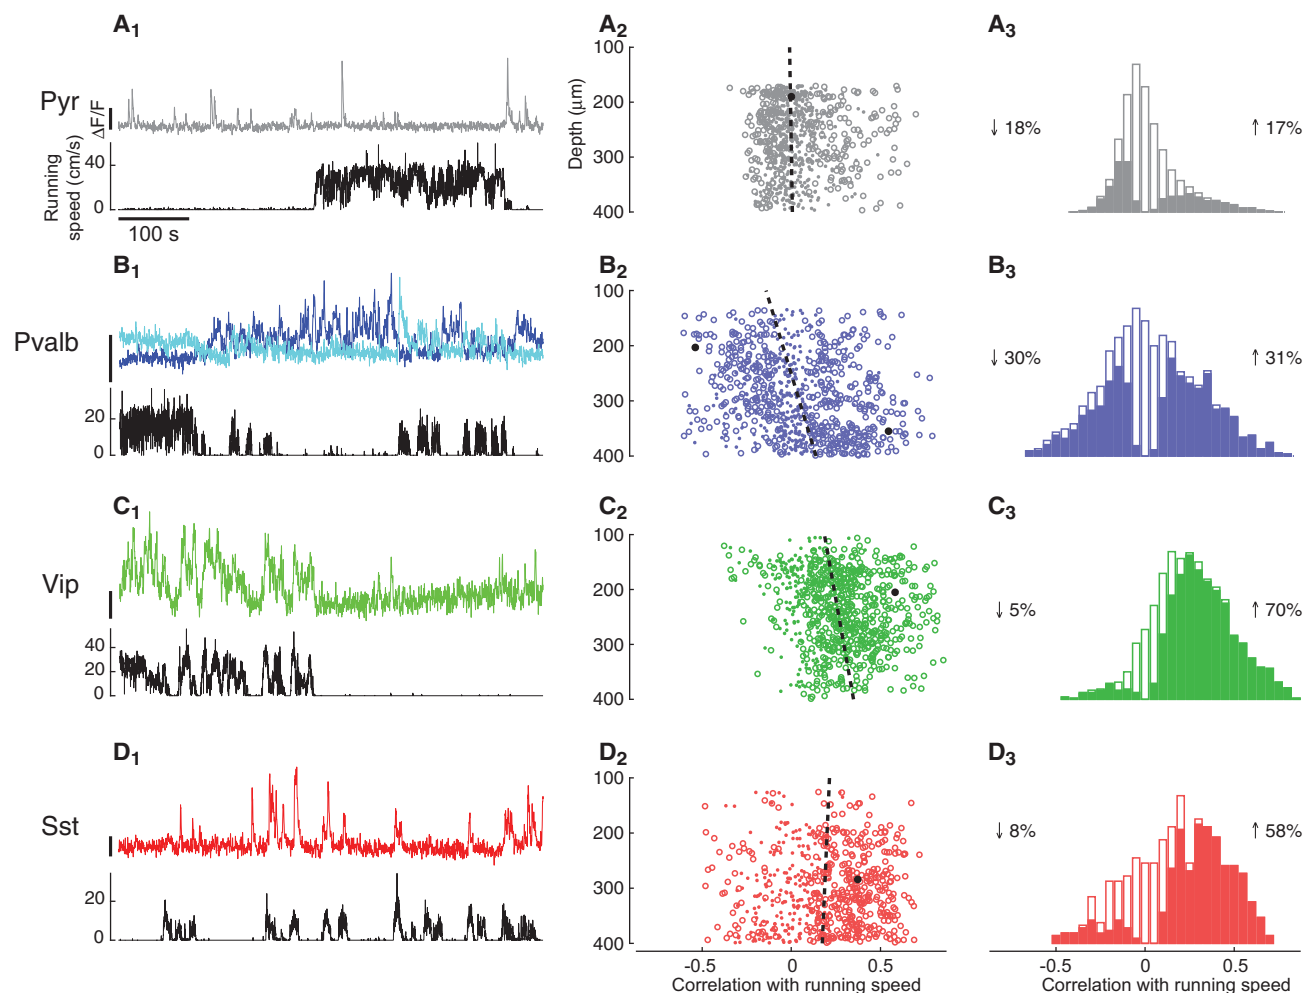 A1
A2
A3
Pyr
ΔF/F
Running
speed (cm/s)
40
0
100 s
100
200
300
400
Depth (μm)
↓ 18%
↑ 17%
B1
B2
B3
Pvalb
20
0
100
200
300
400
↓ 30%
↑ 31%
C1
C2
C3
Vip
40
20
0
100
200
300
400
↓ 5%
↑ 70%
D1
D2
D3
Sst
20
0
100
200
300
400
↓ 8%
↑ 58%
-0.5
0
0.5
Correlation with running speed
-0.5
0
0.5
Correlation with running speed